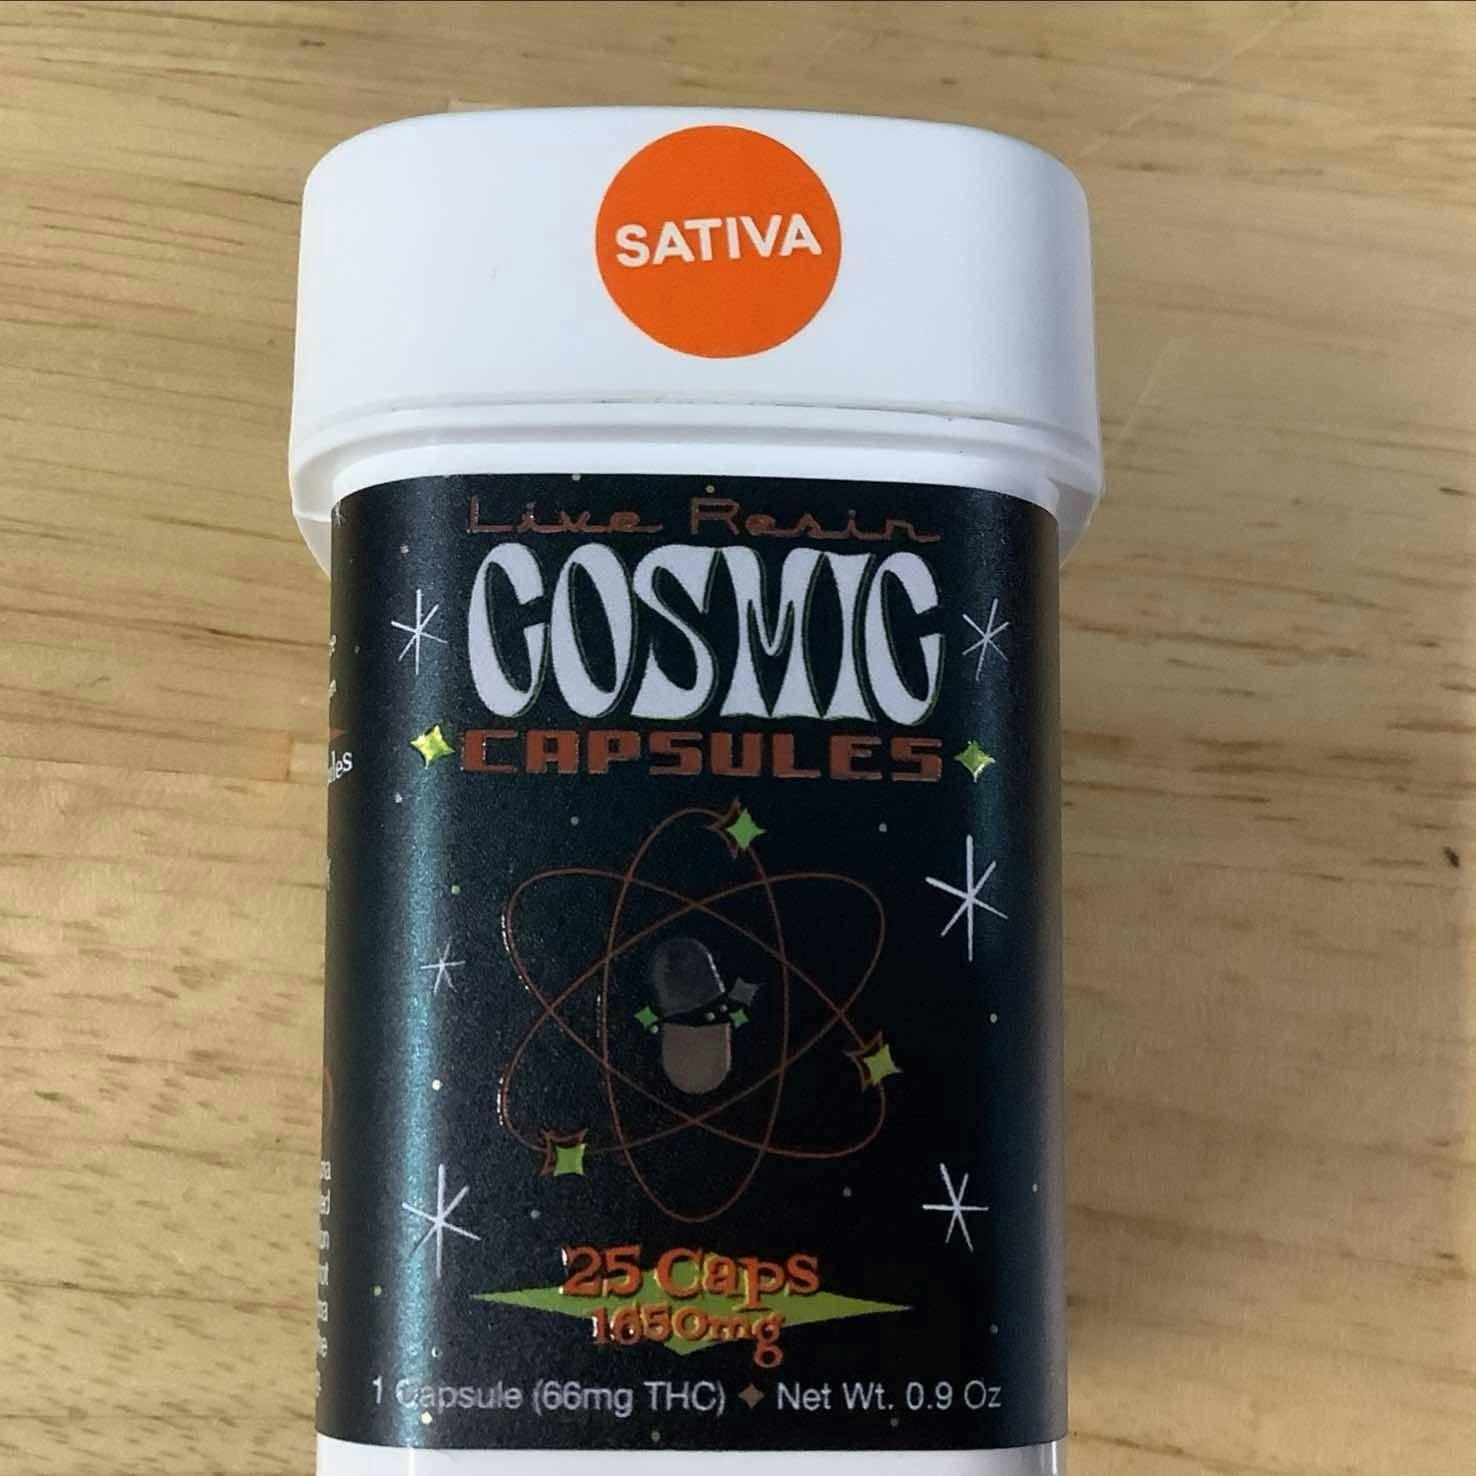 SATIVA
Live Resin
COSMIC
CAPSULES
25 Caps
1650mg
1 Capsule (66mg THC) Net Wt. 0.9 Oz